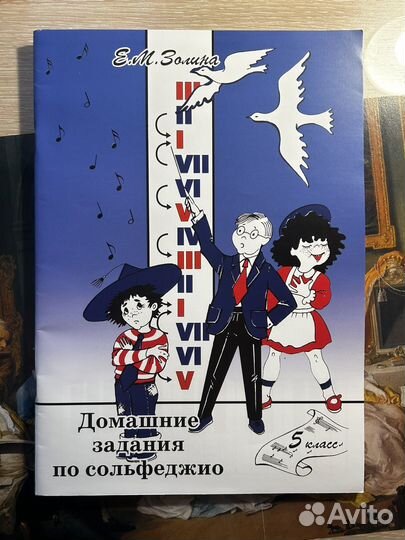 Е.М. Золина
III
II
I
VII
VI
V
IV
III
II
I
VII
VI
V
Домашние
задания
по сольфеджио
5 класс
Avito